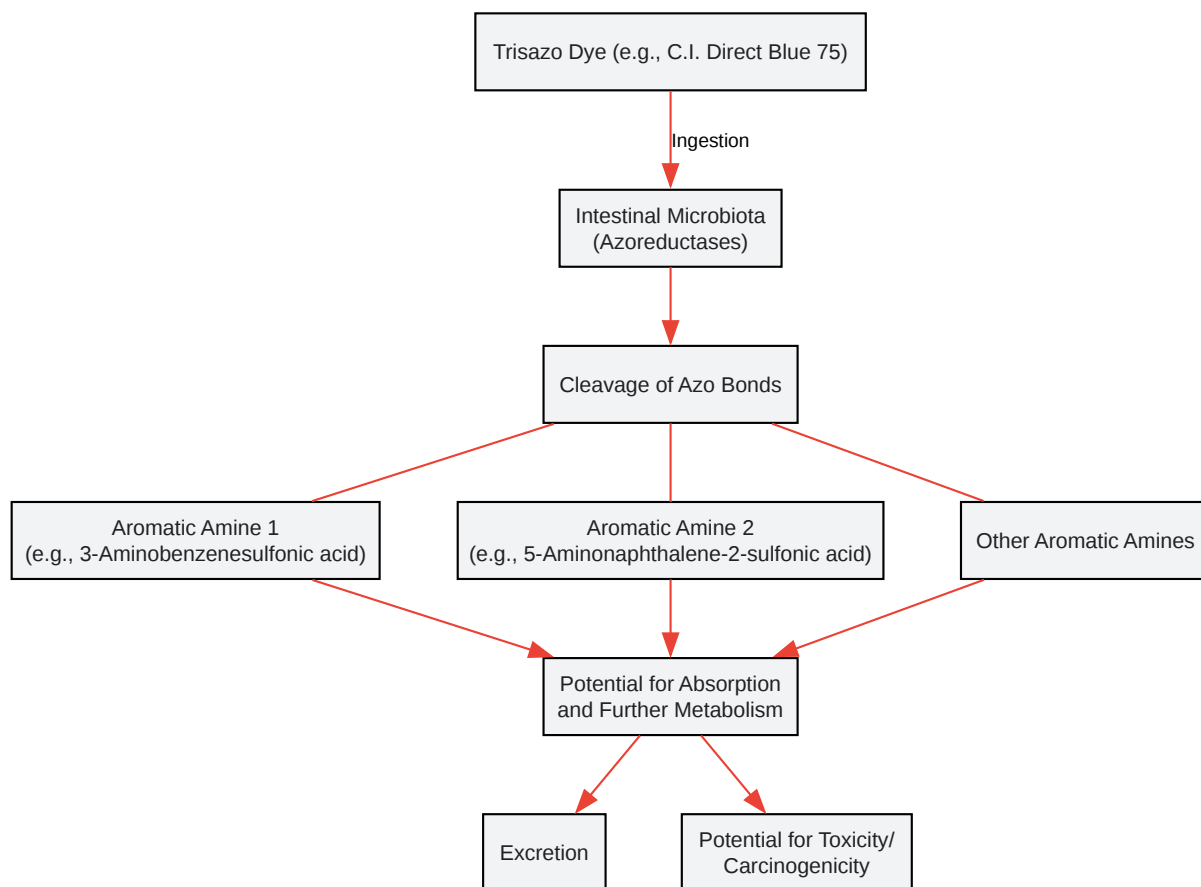 Trisazo Dye (e.g., C.I. Direct Blue 75)
Ingestion
Intestinal Microbiota
(Azoreductases)
Cleavage of Azo Bonds
Aromatic Amine 1
(e.g., 3-Aminobenzenesulfonic acid)
Aromatic Amine 2
(e.g., 5-Aminonaphthalene-2-sulfonic acid)
Other Aromatic Amines
Potential for Absorption
and Further Metabolism
Excretion
Potential for Toxicity/
Carcinogenicity